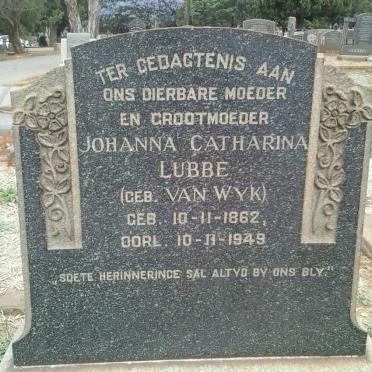 TER GEDACTENIS AAN
ONS DIERBARE MOEDER
EN GROOTMOEDER
JOHANNA CATHARINA
LUBBE
(GEB. VAN WYK)
GEB. 10-11-1862,
OORL. 10-11-1949
„SOETE HERINNERINGE SAL ALTYD BY ONS BLY."